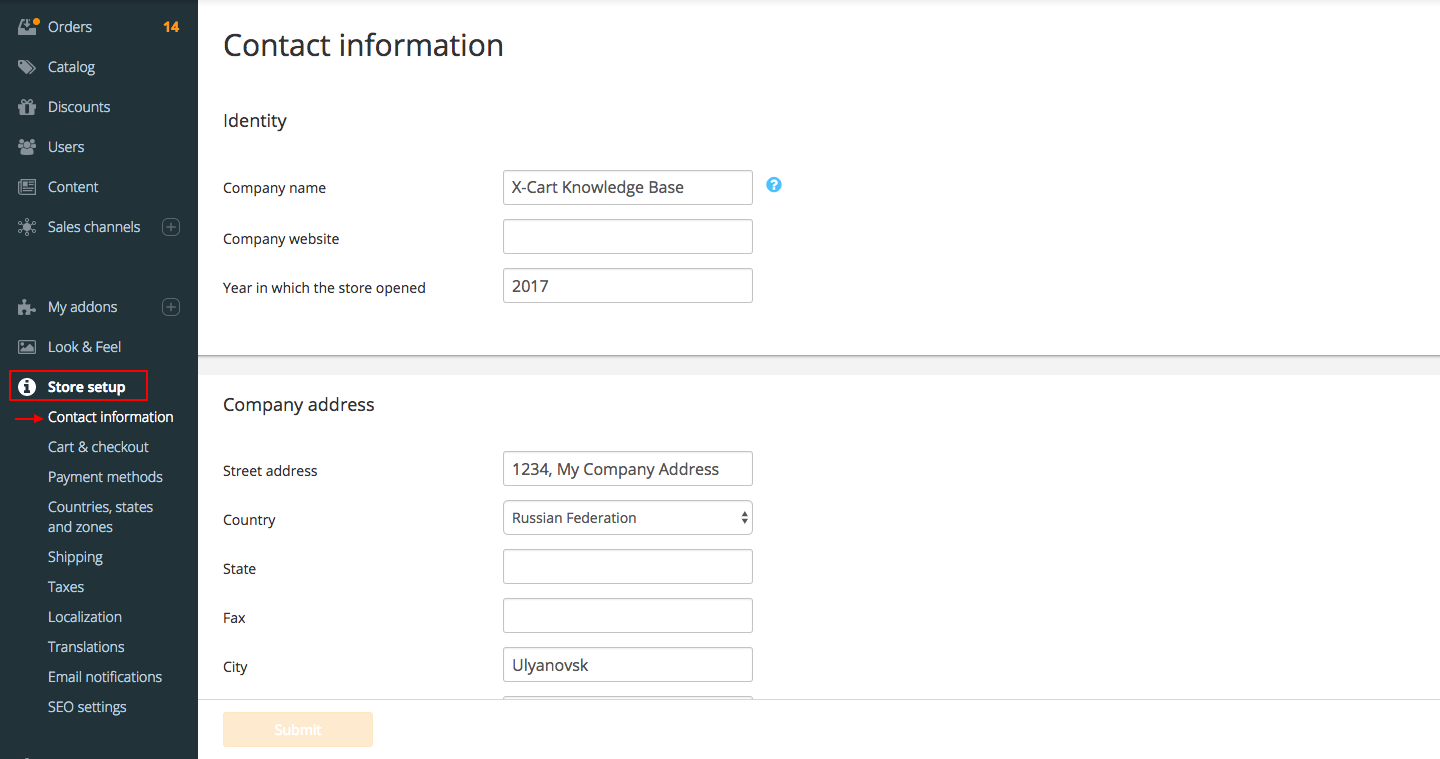 Orders 14
Catalog
Discounts
Users
Content
Sales channels
My addons
Look & Feel
Store setup
Contact information
Cart & checkout
Payment methods
Countries, states
and zones
Shipping
Taxes
Localization
Translations
Email notifications
SEO settings
Contact information
Identity
Company name X-Cart Knowledge Base ?
Company website
Year in which the store opened 2017
Company address
Street address 1234, My Company Address
Country Russian Federation
State
Fax
City Ulyanovsk
Submit